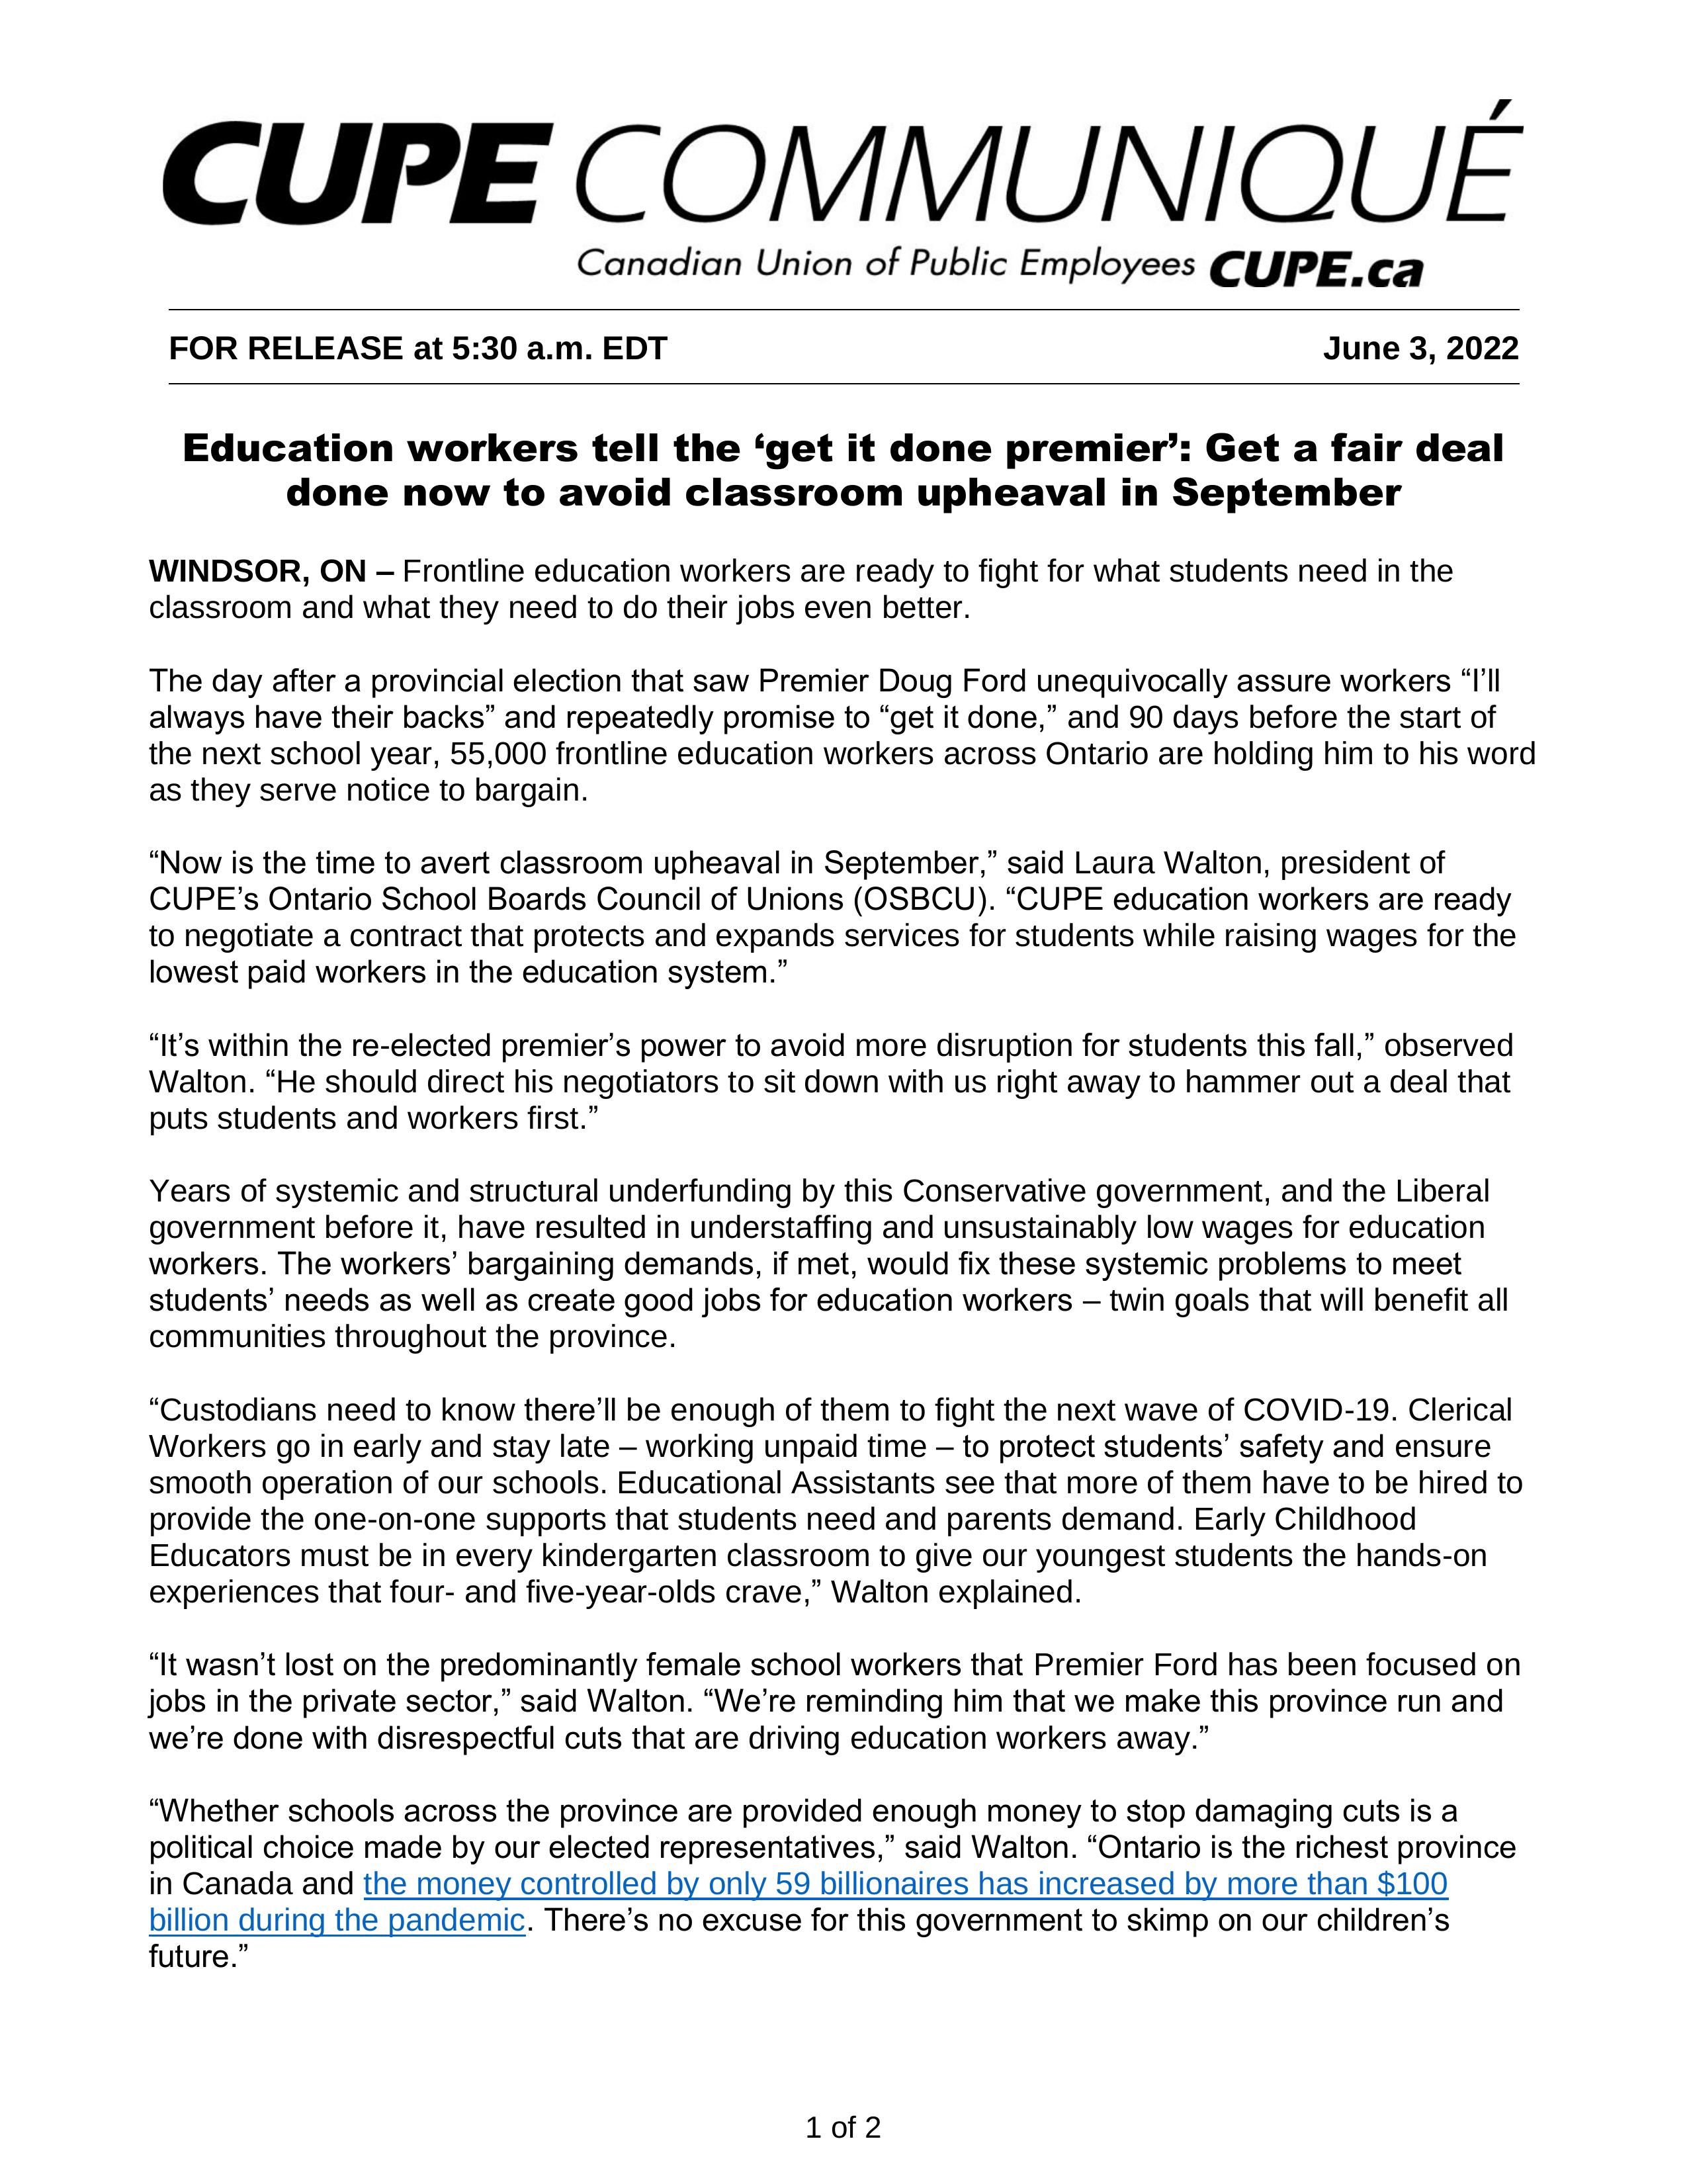 CUPE COMMUNIQUÉ
Canadian Union of Public Employees CUPE.ca
FOR RELEASE at 5:30 a.m. EDT June 3, 2022
Education workers tell the ‘get it done premier’: Get a fair deal
done now to avoid classroom upheaval in September
WINDSOR, ON – Frontline education workers are ready to fight for what students need in the
classroom and what they need to do their jobs even better.
The day after a provincial election that saw Premier Doug Ford unequivocally assure workers “I’ll
always have their backs” and repeatedly promise to “get it done,” and 90 days before the start of
the next school year, 55,000 frontline education workers across Ontario are holding him to his word
as they serve notice to bargain.
“Now is the time to avert classroom upheaval in September,” said Laura Walton, president of
CUPE’s Ontario School Boards Council of Unions (OSBCU). “CUPE education workers are ready
to negotiate a contract that protects and expands services for students while raising wages for the
lowest paid workers in the education system.”
“It’s within the re-elected premier’s power to avoid more disruption for students this fall,” observed
Walton. “He should direct his negotiators to sit down with us right away to hammer out a deal that
puts students and workers first.”
Years of systemic and structural underfunding by this Conservative government, and the Liberal
government before it, have resulted in understaffing and unsustainably low wages for education
workers. The workers’ bargaining demands, if met, would fix these systemic problems to meet
students’ needs as well as create good jobs for education workers – twin goals that will benefit all
communities throughout the province.
“Custodians need to know there’ll be enough of them to fight the next wave of COVID-19. Clerical
Workers go in early and stay late – working unpaid time – to protect students’ safety and ensure
smooth operation of our schools. Educational Assistants see that more of them have to be hired to
provide the one-on-one supports that students need and parents demand. Early Childhood
Educators must be in every kindergarten classroom to give our youngest students the hands-on
experiences that four- and five-year-olds crave,” Walton explained.
“It wasn’t lost on the predominantly female school workers that Premier Ford has been focused on
jobs in the private sector,” said Walton. “We’re reminding him that we make this province run and
we’re done with disrespectful cuts that are driving education workers away.”
“Whether schools across the province are provided enough money to stop damaging cuts is a
political choice made by our elected representatives,” said Walton. “Ontario is the richest province
in Canada and the money controlled by only 59 billionaires has increased by more than $100
billion during the pandemic. There’s no excuse for this government to skimp on our children’s
future.”
1 of 2